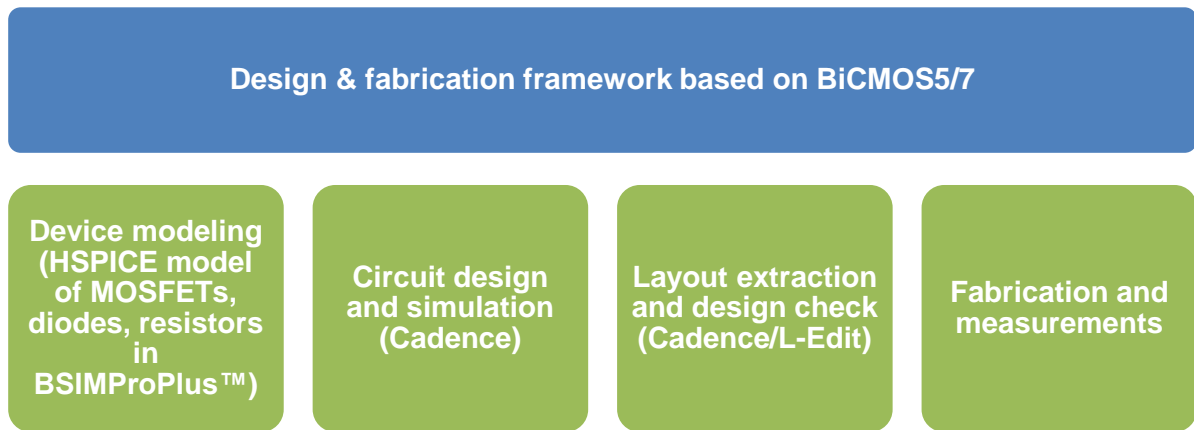 Design & fabrication framework based on BiCMOS5/7
Device modeling
(HSPICE model
of MOSFETs,
diodes, resistors
in
BSIMProPlus™)
Circuit design
and simulation
(Cadence)
Layout extraction
and design check
(Cadence/L-Edit)
Fabrication and
measurements